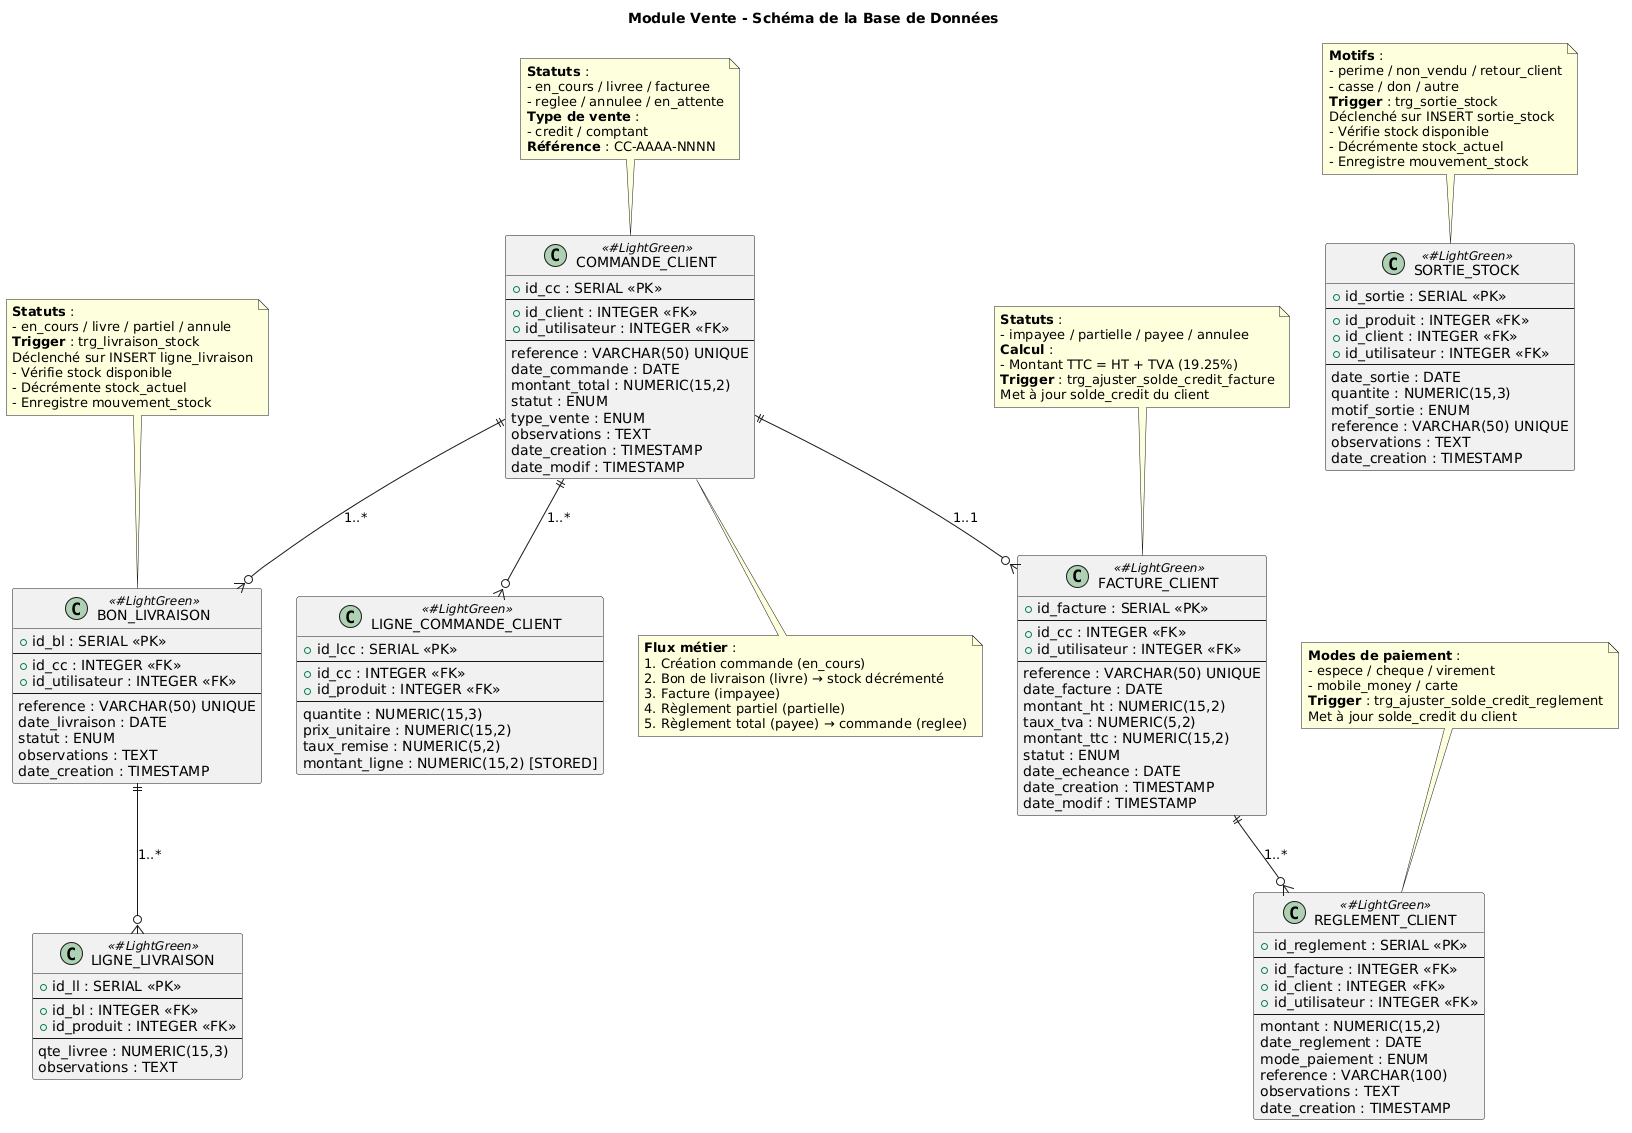 Module Vente - Schéma de la Base de Données
Statuts :
- en_cours / livree / facturee
- reglee / annulee / en_attente
Type de vente :
- credit / comptant
Référence : CC-AAAA-NNNN
Motifs :
- perime / non_vendu / retour_client
- casse / don / autre
Trigger : trg_sortie_stock
Déclenché sur INSERT sortie_stock
- Vérifie stock disponible
- Décrémente stock_actuel
- Enregistre mouvement_stock
«#LightGreen»
C COMMANDE_CLIENT
id_cc : SERIAL «PK»
id_client : INTEGER «FK»
id_utilisateur : INTEGER «FK»
reference : VARCHAR(50) UNIQUE
date_commande : DATE
montant_total : NUMERIC(15,2)
statut : ENUM
type_vente : ENUM
observations : TEXT
date_creation : TIMESTAMP
date_modif : TIMESTAMP
«#LightGreen»
C SORTIE_STOCK
id_sortie : SERIAL «PK»
id_produit : INTEGER «FK»
id_client : INTEGER «FK»
id_utilisateur : INTEGER «FK»
date_sortie : DATE
quantite : NUMERIC(15,3)
motif_sortie : ENUM
reference : VARCHAR(50) UNIQUE
observations : TEXT
date_creation : TIMESTAMP
Statuts :
- en_cours / livre / partiel / annule
Trigger : trg_livraison_stock
Déclenché sur INSERT ligne_livraison
- Vérifie stock disponible
- Décrémente stock_actuel
- Enregistre mouvement_stock
Statuts :
- impayee / partielle / payee / annulee
Calcul :
- Montant TTC = HT + TVA (19.25%)
Trigger : trg_ajuster_solde_credit_facture
Met à jour solde_credit du client
1..*
1..*
1..1
«#LightGreen»
C BON_LIVRAISON
id_bl : SERIAL «PK»
id_cc : INTEGER «FK»
id_utilisateur : INTEGER «FK»
reference : VARCHAR(50) UNIQUE
date_livraison : DATE
statut : ENUM
observations : TEXT
date_creation : TIMESTAMP
«#LightGreen»
C LIGNE_COMMANDE_CLIENT
id_lcc : SERIAL «PK»
id_cc : INTEGER «FK»
id_produit : INTEGER «FK»
quantite : NUMERIC(15,3)
prix_unitaire : NUMERIC(15,2)
taux_remise : NUMERIC(5,2)
montant_ligne : NUMERIC(15,2) [STORED]
Flux métier :
1. Création commande (en_cours)
2. Bon de livraison (livre) → stock décrémenté
3. Facture (impayee)
4. Règlement partiel (partielle)
5. Règlement total (payee) → commande (reglee)
«#LightGreen»
C FACTURE_CLIENT
id_facture : SERIAL «PK»
id_cc : INTEGER «FK»
id_utilisateur : INTEGER «FK»
reference : VARCHAR(50) UNIQUE
date_facture : DATE
montant_ht : NUMERIC(15,2)
taux_tva : NUMERIC(5,2)
montant_ttc : NUMERIC(15,2)
statut : ENUM
date_echeance : DATE
date_creation : TIMESTAMP
date_modif : TIMESTAMP
Modes de paiement :
- espece / cheque / virement
- mobile_money / carte
Trigger : trg_ajuster_solde_credit_reglement
Met à jour solde_credit du client
1..*
1..*
«#LightGreen»
C LIGNE_LIVRAISON
id_ll : SERIAL «PK»
id_bl : INTEGER «FK»
id_produit : INTEGER «FK»
qte_livree : NUMERIC(15,3)
observations : TEXT
«#LightGreen»
C REGLEMENT_CLIENT
id_reglement : SERIAL «PK»
id_facture : INTEGER «FK»
id_client : INTEGER «FK»
id_utilisateur : INTEGER «FK»
montant : NUMERIC(15,2)
date_reglement : DATE
mode_paiement : ENUM
reference : VARCHAR(100)
observations : TEXT
date_creation : TIMESTAMP